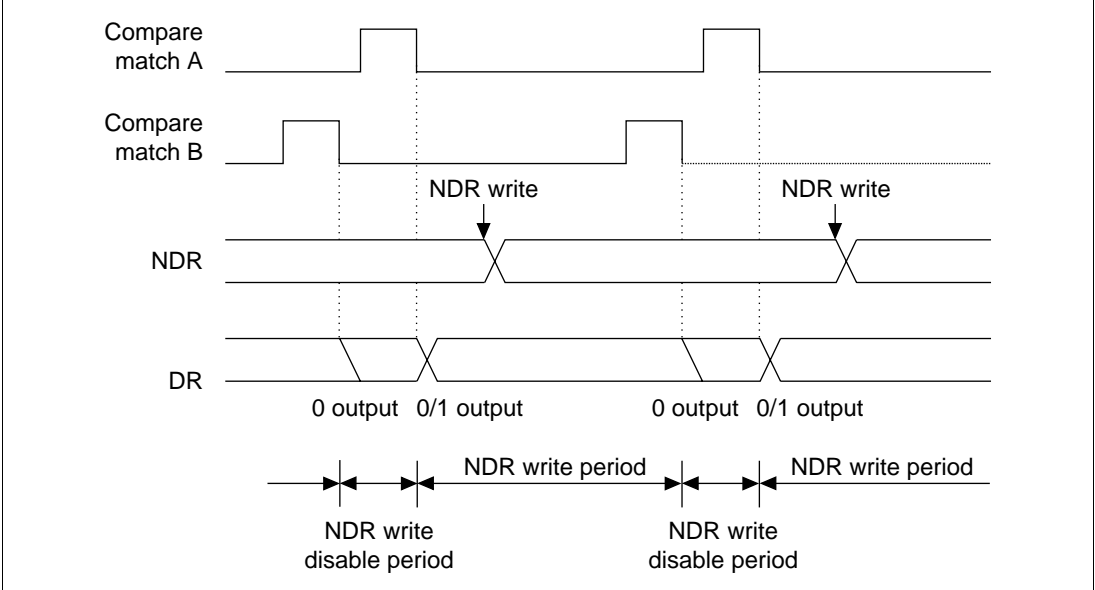 Compare
match A
Compare
match B
NDR write
NDR write
NDR
DR
0 output
0/1 output
0 output
0/1 output
NDR write period
NDR write period
NDR write
disable period
NDR write
disable period